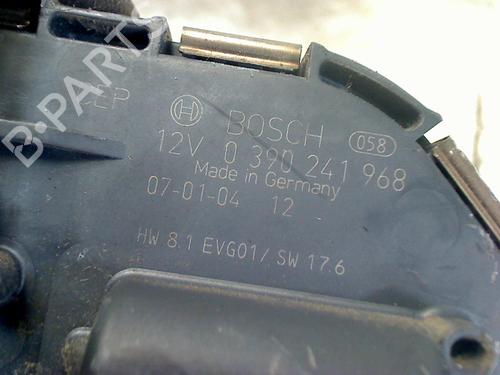 B-PARTS
BOSCH
058
12V 0 390 241 968
Made in Germany
07-01-04 12
HW 8.1 EVG01/ SW 17.6